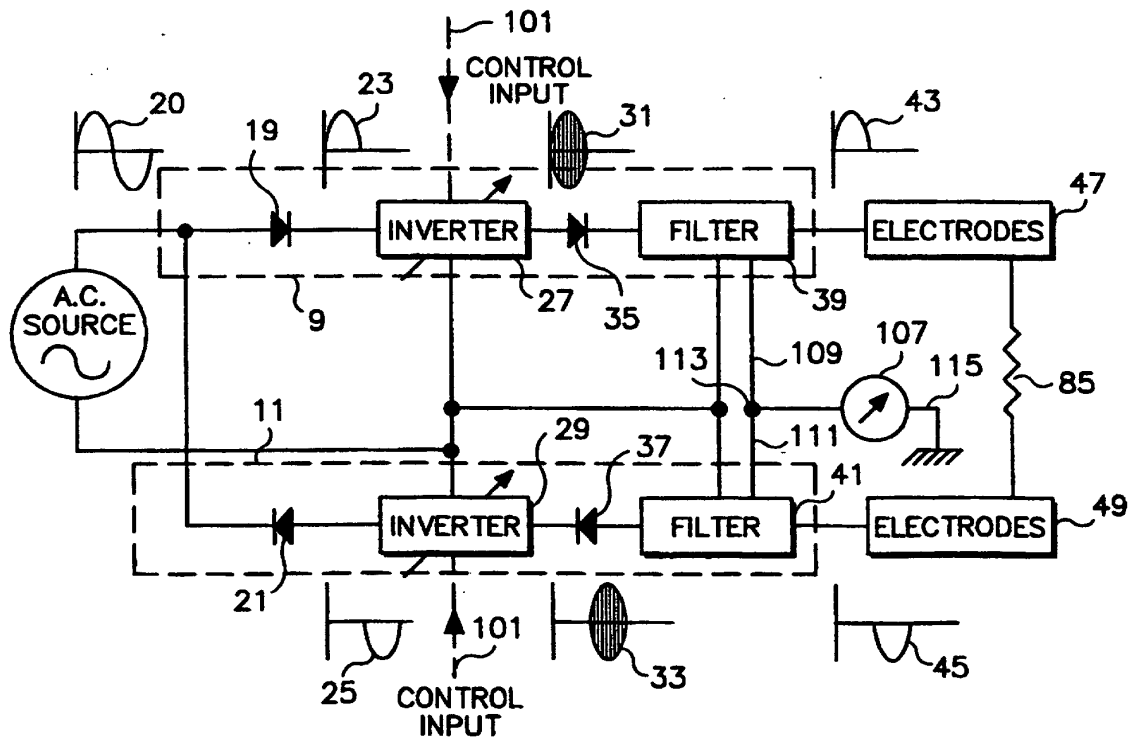 101
CONTROL
INPUT
20
23
31
43
19
47
INVERTER
FILTER
ELECTRODES
A.C.
SOURCE
9
27
35
39
113
109
107
115
85
11
29
37
111
41
INVERTER
FILTER
ELECTRODES
49
21
25
101
33
45
CONTROL
INPUT